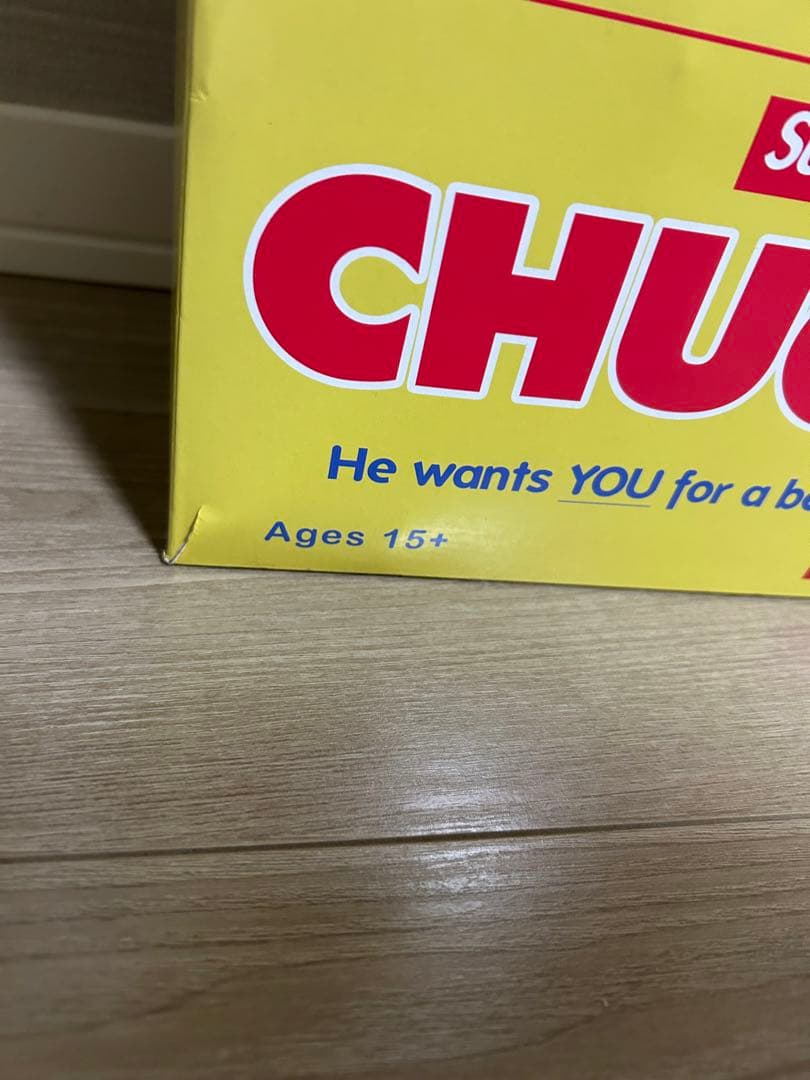 CHU
He wants YOU for a
Ages 15+